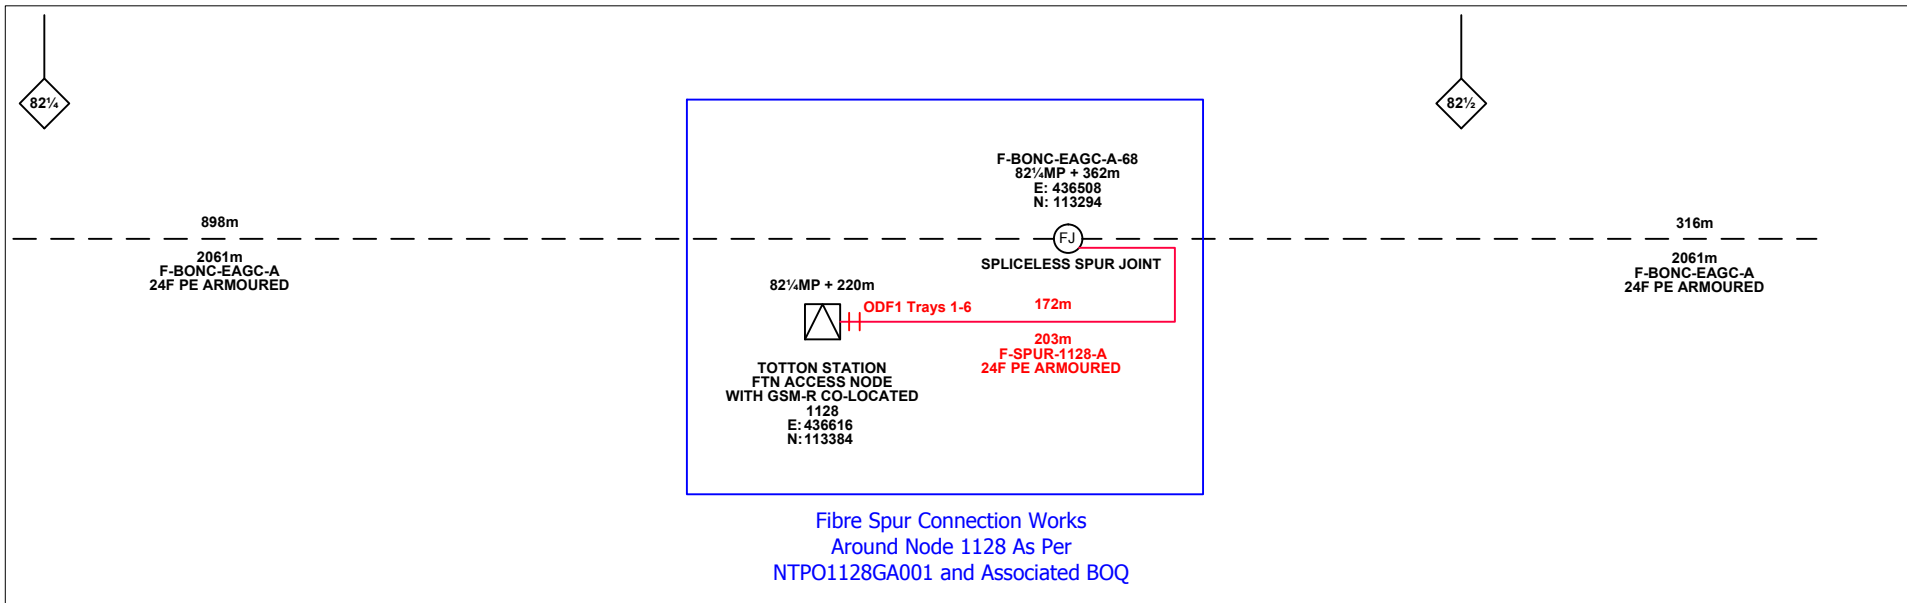 82¼
82½
F-BONC-EAGC-A-68
82¼MP + 362m
E: 436508
N: 113294
898m
2061m
F-BONC-EAGC-A
24F PE ARMOURED
FJ
SPLICELESS SPUR JOINT
316m
2061m
F-BONC-EAGC-A
24F PE ARMOURED
82¼MP + 220m
ODF1 Trays 1-6
172m
203m
F-SPUR-1128-A
24F PE ARMOURED
TOTTON STATION
FTN ACCESS NODE
WITH GSM-R CO-LOCATED
1128
E: 436616
N: 113384
Fibre Spur Connection Works
Around Node 1128 As Per
NTPO1128GA001 and Associated BOQ